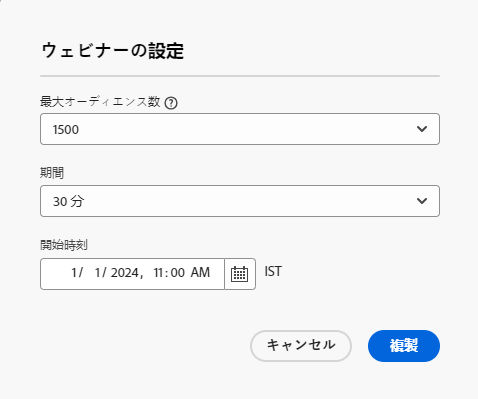 ウェビナーの設定
最大オーディエンス数 ?
1500
期間
30 分
開始時刻
1/ 1/ 2024, 11:00 AM IST
キャンセル 複製